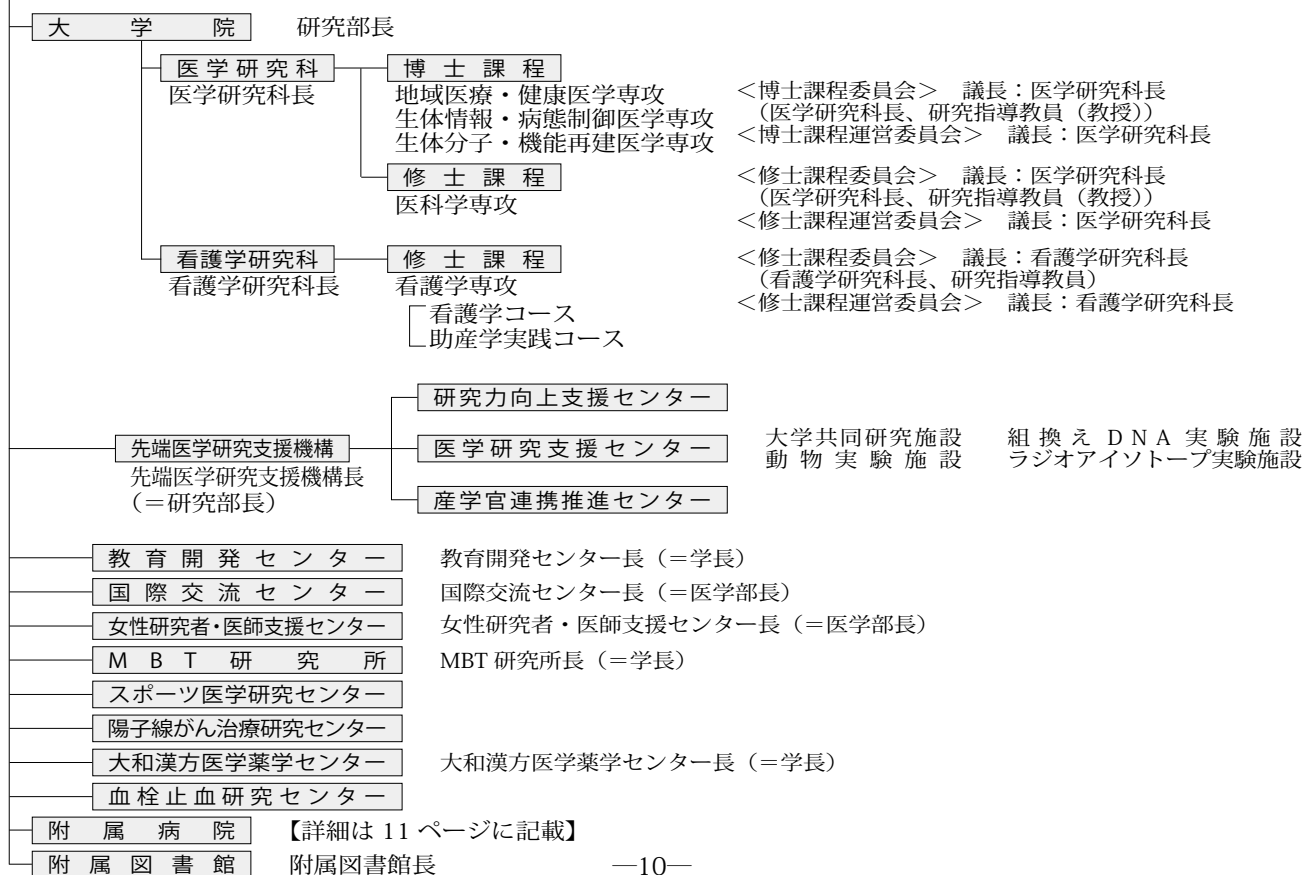 大学院 研究部長
医学研究科 博士課程
医学研究科長 地域医療・健康医学専攻 ＜博士課程委員会＞ 議長：医学研究科長
（医学研究科長、研究指導教員（教授））
生体情報・病態制御医学専攻
生体分子・機能再建医学専攻 ＜博士課程運営委員会＞ 議長：医学研究科長
修士課程 ＜修士課程委員会＞ 議長：医学研究科長
医科学専攻 （医学研究科長、研究指導教員（教授））
＜修士課程運営委員会＞ 議長：医学研究科長
看護学研究科 修士課程 ＜修士課程委員会＞ 議長：看護学研究科長
看護学研究科長 看護学専攻 （看護学研究科長、研究指導教員）
＜修士課程運営委員会＞ 議長：看護学研究科長
看護学コース
助産学実践コース
研究力向上支援センター
先端医学研究支援機構 医学研究支援センター 大学共同研究施設 組換えDNA実験施設
動物実験施設 ラジオアイソトープ実験施設
先端医学研究支援機構長
（＝研究部長） 産学官連携推進センター
教育開発センター 教育開発センター長（＝学長）
国際交流センター 国際交流センター長（＝医学部長）
女性研究者・医師支援センター 女性研究者・医師支援センター長（＝医学部長）
MBT研究所 MBT 研究所長（＝学長）
スポーツ医学研究センター
陽子線がん治療研究センター
大和漢方医学薬学センター 大和漢方医学薬学センター長（＝学長）
血栓止血研究センター
附属病院 【詳細は 11 ページに記載】
附属図書館 附属図書館長
―10―